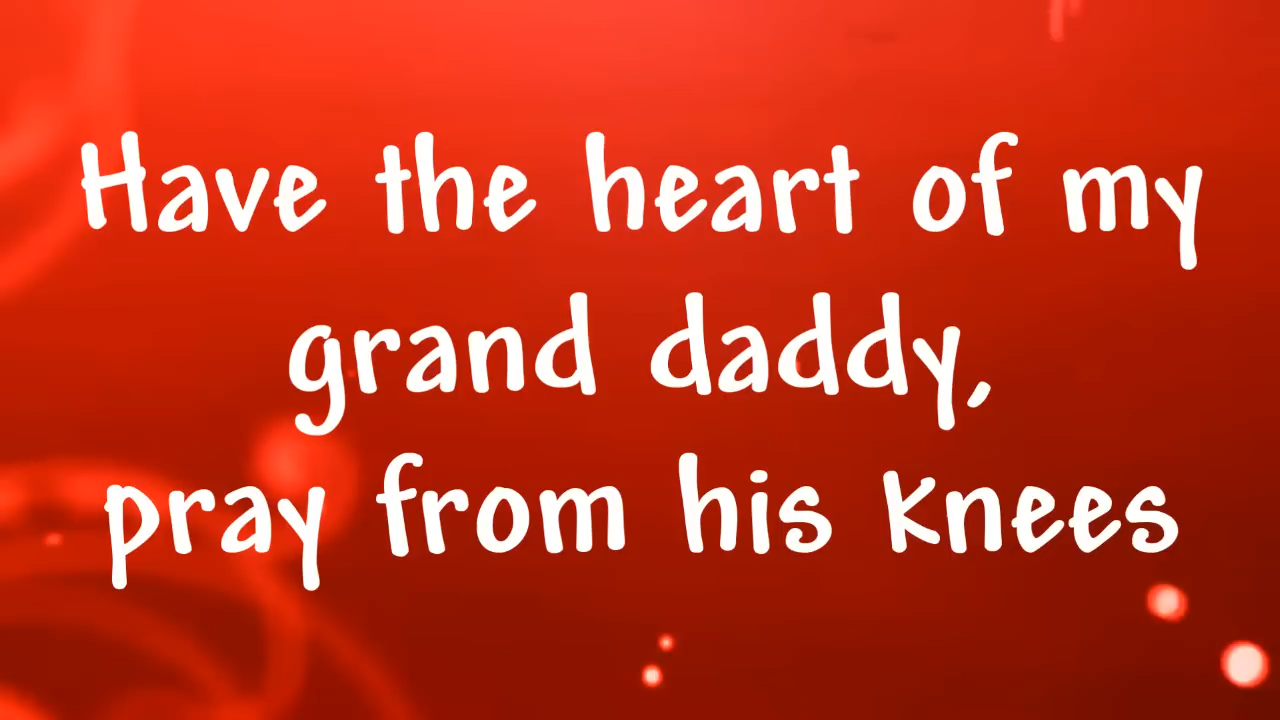 Have the heart of my
grand daddy,
pray from his knees